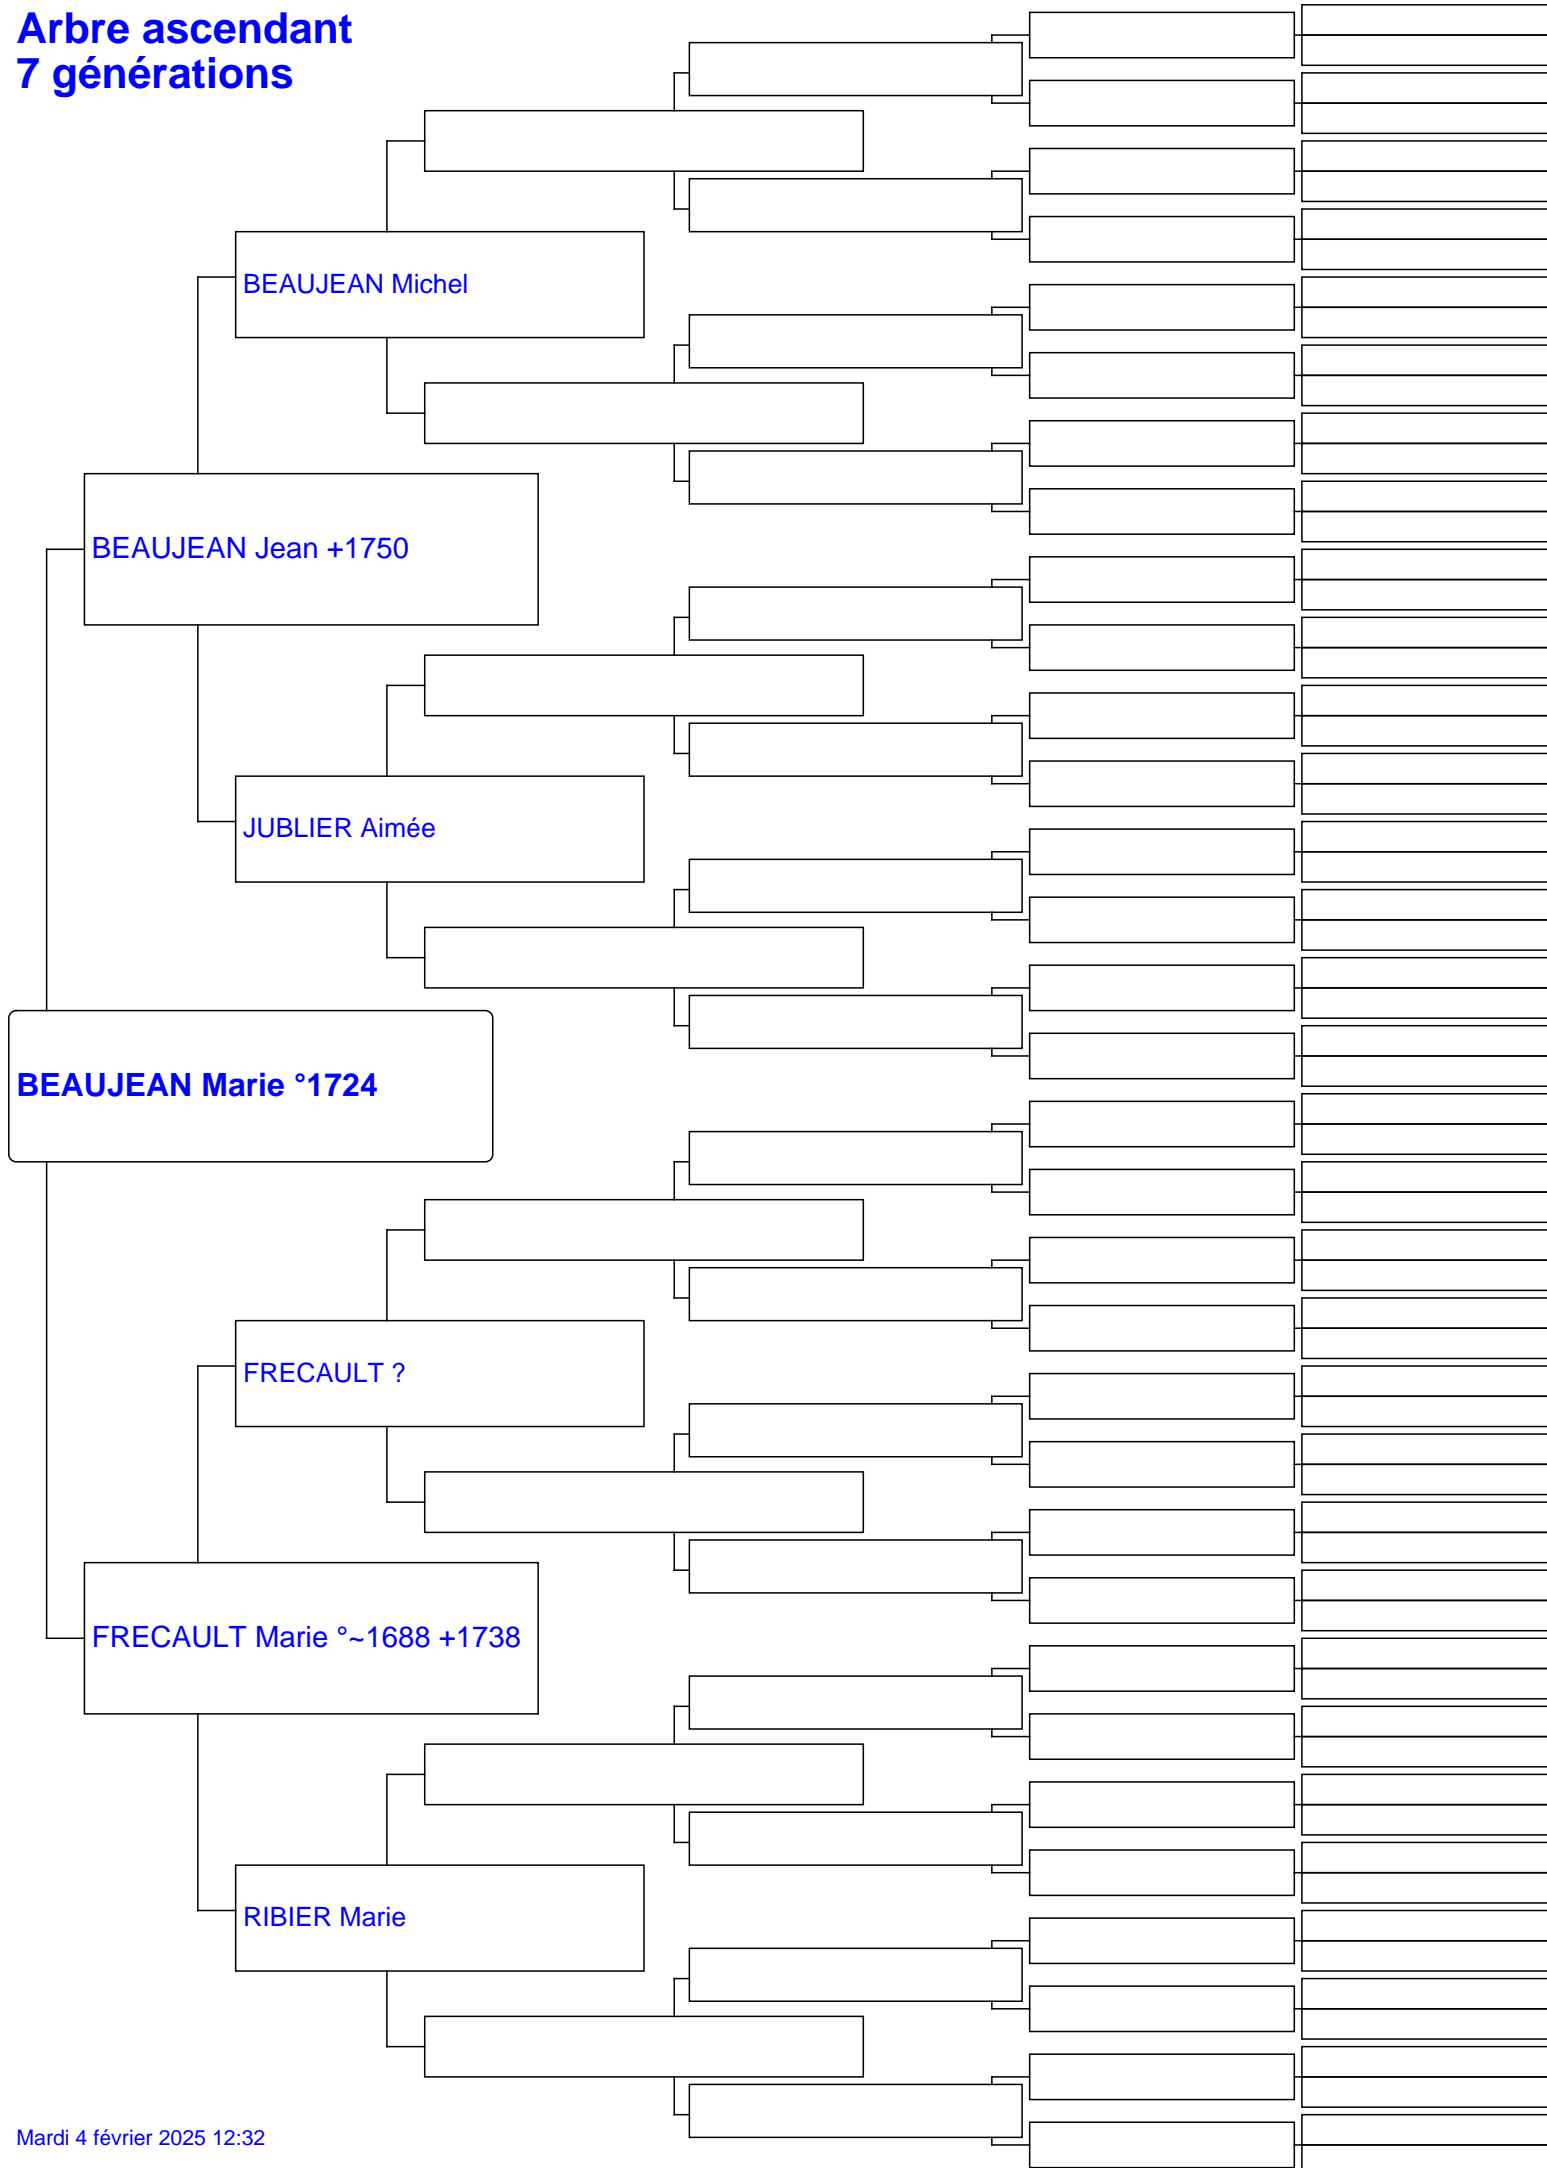 Arbre ascendant
7 générations
BEAUJEAN Michel
BEAUJEAN Jean +1750
JUBLIER Aimée
BEAUJEAN Marie °1724
FRECAULT ?
FRECAULT Marie °~1688 +1738
RIBIER Marie
Mardi 4 février 2025 12:32